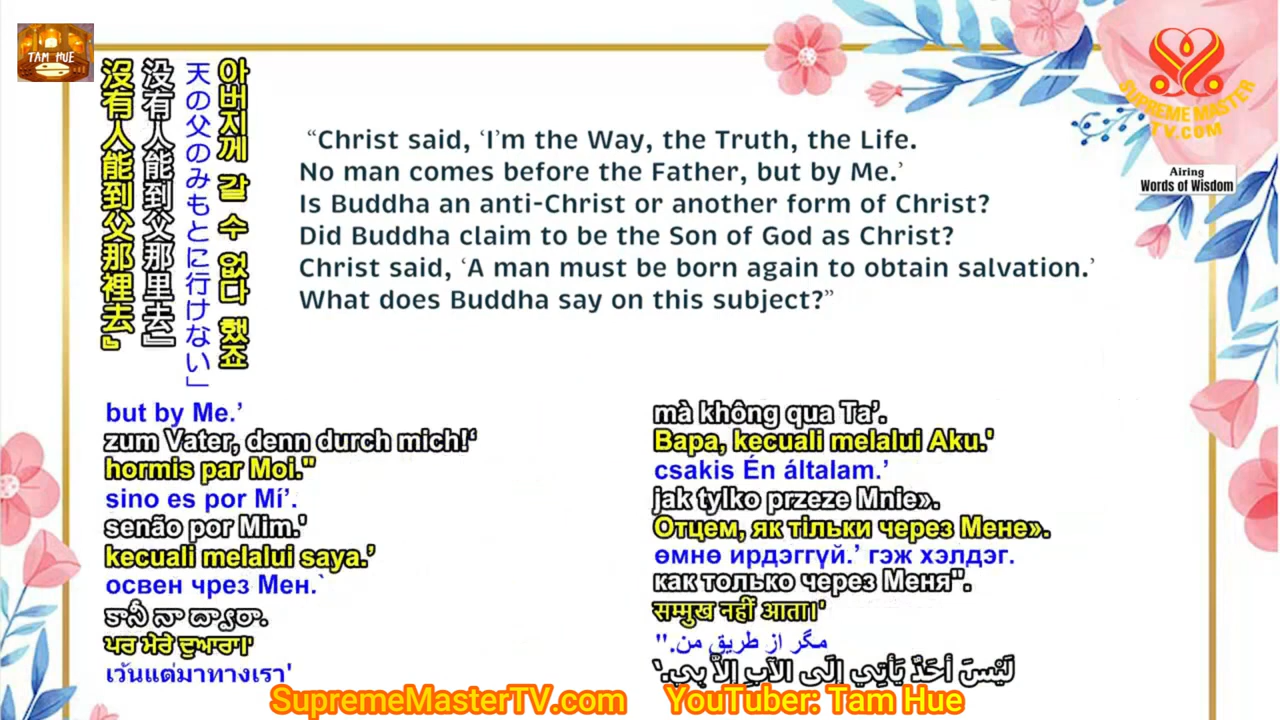 TAM HUE
SUPREME MASTER
TV.COM
Airing
Words of Wisdom
아버지께 갈 수 없다 했죠
天の父のみもとに行けない」
没有人能到父那里去』
沒有人能到父那裡去』
“Christ said, ‘I’m the Way, the Truth, the Life.
No man comes before the Father, but by Me.’
Is Buddha an anti-Christ or another form of Christ?
Did Buddha claim to be the Son of God as Christ?
Christ said, ‘A man must be born again to obtain salvation.’
What does Buddha say on this subject?”
but by Me.’
zum Vater, denn durch mich!‘
hormis par Moi."
sino es por Mí’.
senão por Mim.'
kecuali melalui saya.’
освен чрез Мен.`
కానీ నా ద్వారా.
ਪਰ ਮੇਰੇ ਦੁਆਰਾ।'
เว้นแต่มาทางเรา'
mà không qua Ta’.
Bapa, kecuali melalui Aku.'
csakis Én általam.’
jak tylko przeze Mnie».
Отцем, як тільки через Мене».
өмнө ирдэггүй.’ гэж хэлдэг.
как только через Меня".
सम्मुख नहीं आता।'
مگر از طریق من."
لَيْسَ أحَدٌ يَأتِي إلَى الآبِ إلاَّ بِي.‘
SupremeMasterTV.com
YouTuber: Tam Hue